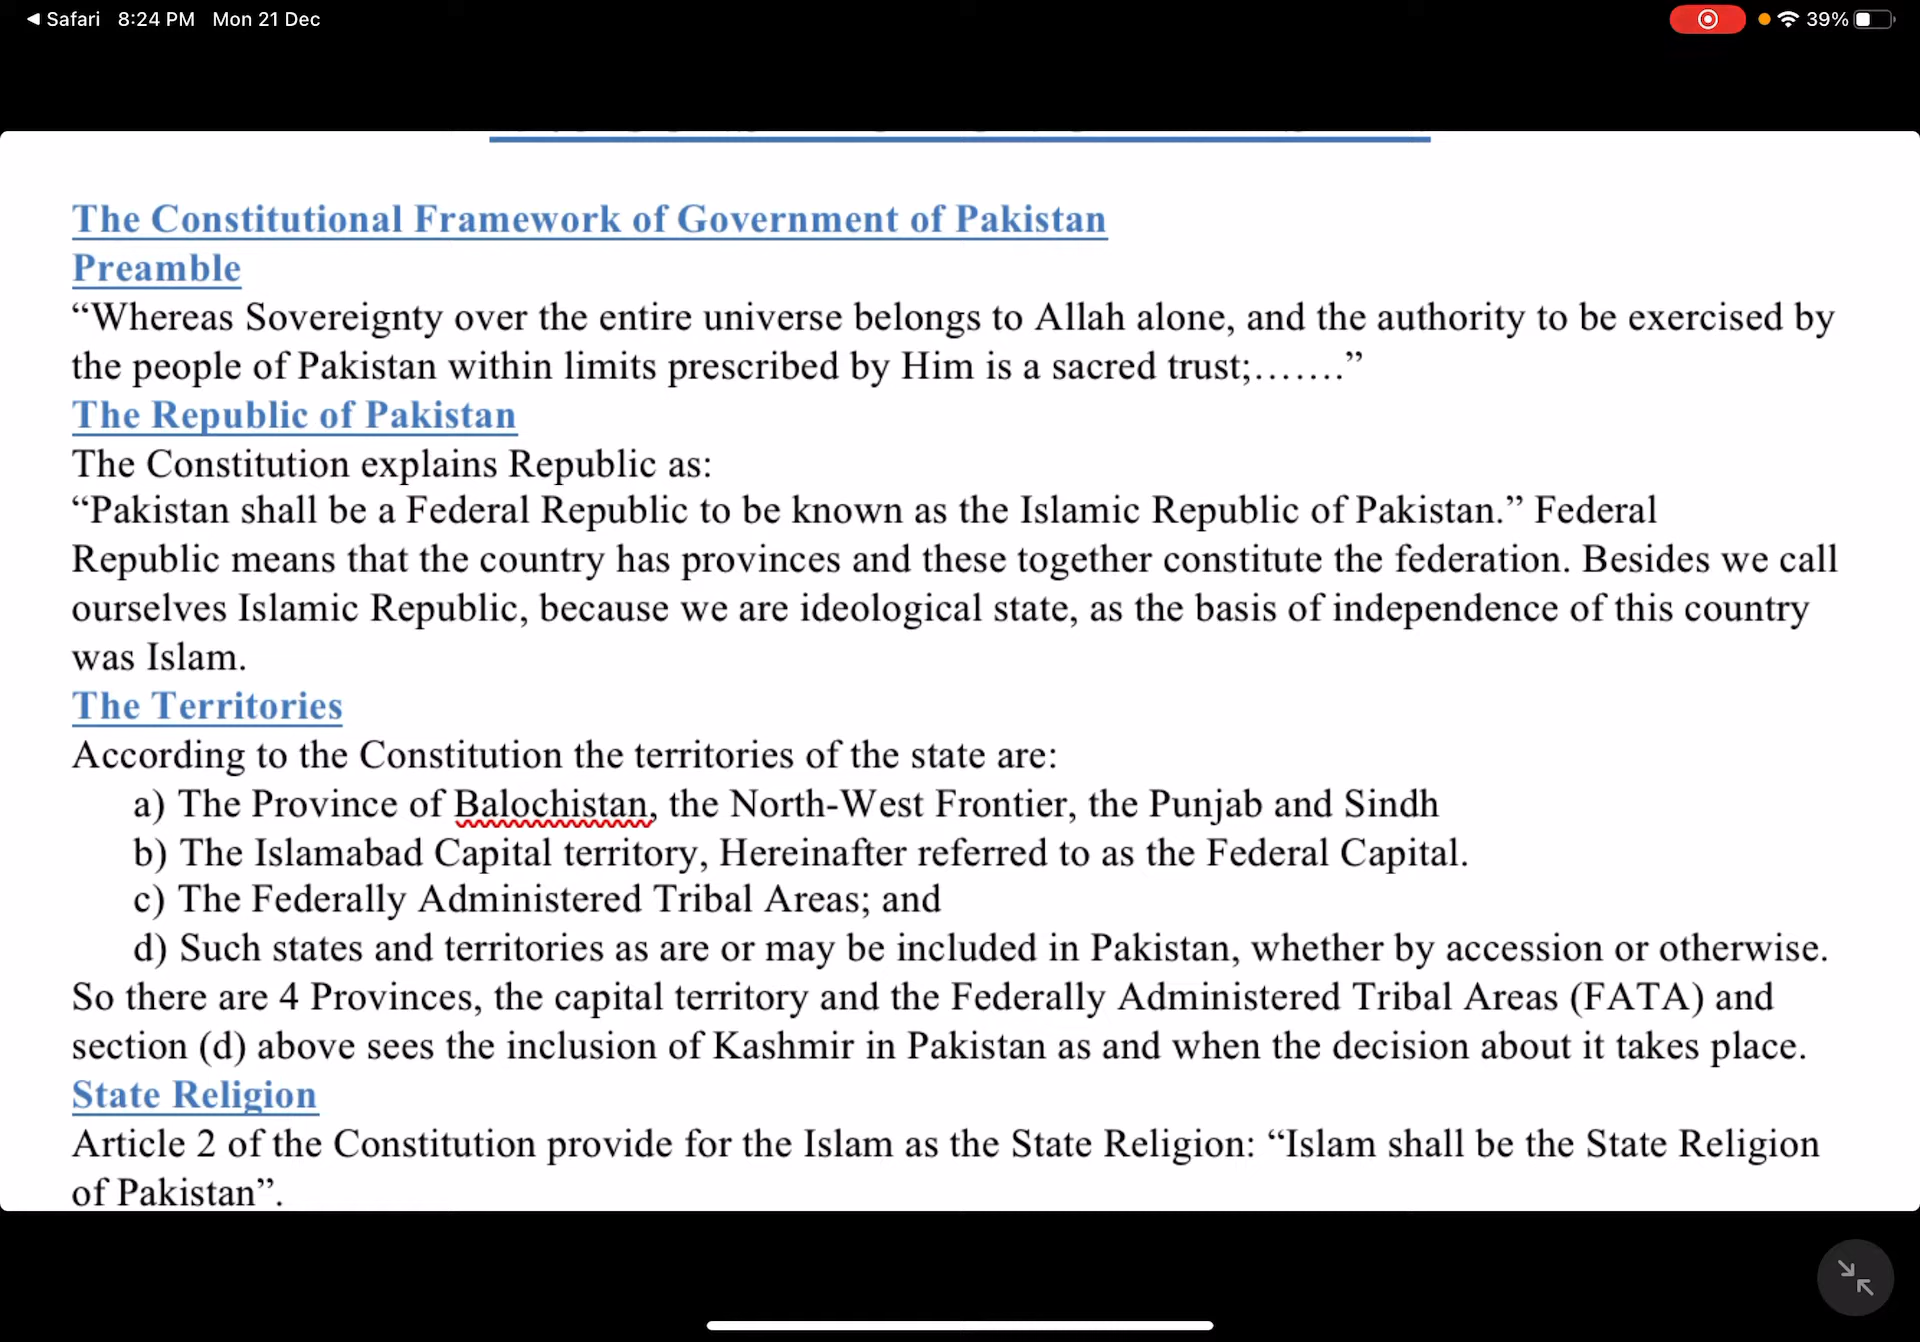 Safari 8:24 PM Mon 21 Dec 39%
The Constitutional Framework of Government of Pakistan
Preamble
“Whereas Sovereignty over the entire universe belongs to Allah alone, and the authority to be exercised by
the people of Pakistan within limits prescribed by Him is a sacred trust;.……”
The Republic of Pakistan
The Constitution explains Republic as:
“Pakistan shall be a Federal Republic to be known as the Islamic Republic of Pakistan.” Federal
Republic means that the country has provinces and these together constitute the federation. Besides we call
ourselves Islamic Republic, because we are ideological state, as the basis of independence of this country
was Islam.
The Territories
According to the Constitution the territories of the state are:
a) The Province of Balochistan, the North-West Frontier, the Punjab and Sindh
b) The Islamabad Capital territory, Hereinafter referred to as the Federal Capital.
c) The Federally Administered Tribal Areas; and
d) Such states and territories as are or may be included in Pakistan, whether by accession or otherwise.
So there are 4 Provinces, the capital territory and the Federally Administered Tribal Areas (FATA) and
section (d) above sees the inclusion of Kashmir in Pakistan as and when the decision about it takes place.
State Religion
Article 2 of the Constitution provide for the Islam as the State Religion: “Islam shall be the State Religion
of Pakistan”.